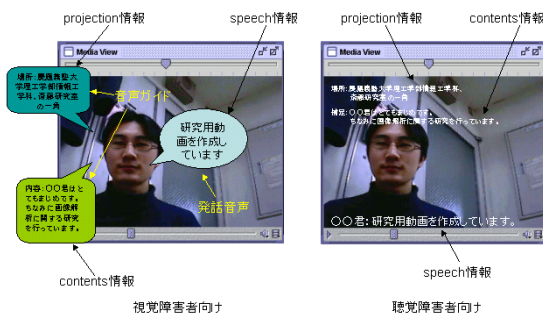 projection情報
speech情報
Media View
場所:慶應義塾大
学理工学部情報工
学科、斎藤研究室
の一角
音声ガイド
研究用動
画を作成し
ています
内容:〇〇君はと
てもまじめです。
ちなみに画像解
析に関する研究
を行っています。
発話音声
contents情報
視覚障害者向け
projection情報
contents情報
Media View
場所:慶應義塾大学理工学部情報工学科、
斎藤研究室の一角
補足:〇〇君はとてもまじめです。
ちなみに画像解析に関する研究を行っています。
〇〇君:研究用動画を作成しています。
speech情報
聴覚障害者向け